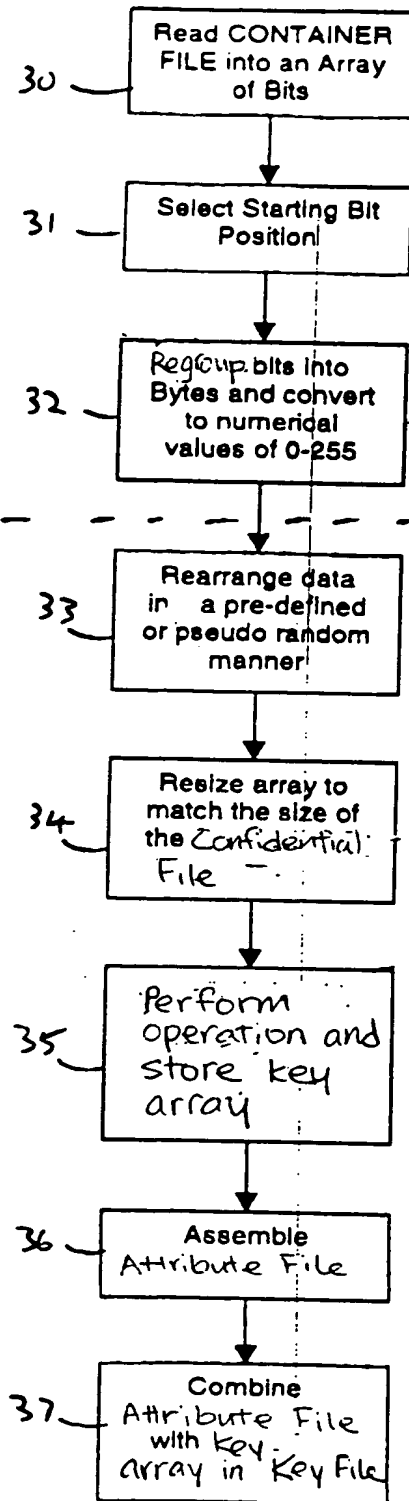 30
Read CONTAINER
FILE into an Array
of Bits
31
Select Starting Bit
Position
32
Regroup bits into
Bytes and convert
to numerical
values of 0-255
33
Rearrange data
in a pre-defined
or pseudo random
manner
34
Resize array to
match the size of
the Confidential
File
35
Perform
operation and
store key
array
36
Assemble
Attribute File
37
Combine
Attribute File
with key
array in Key File